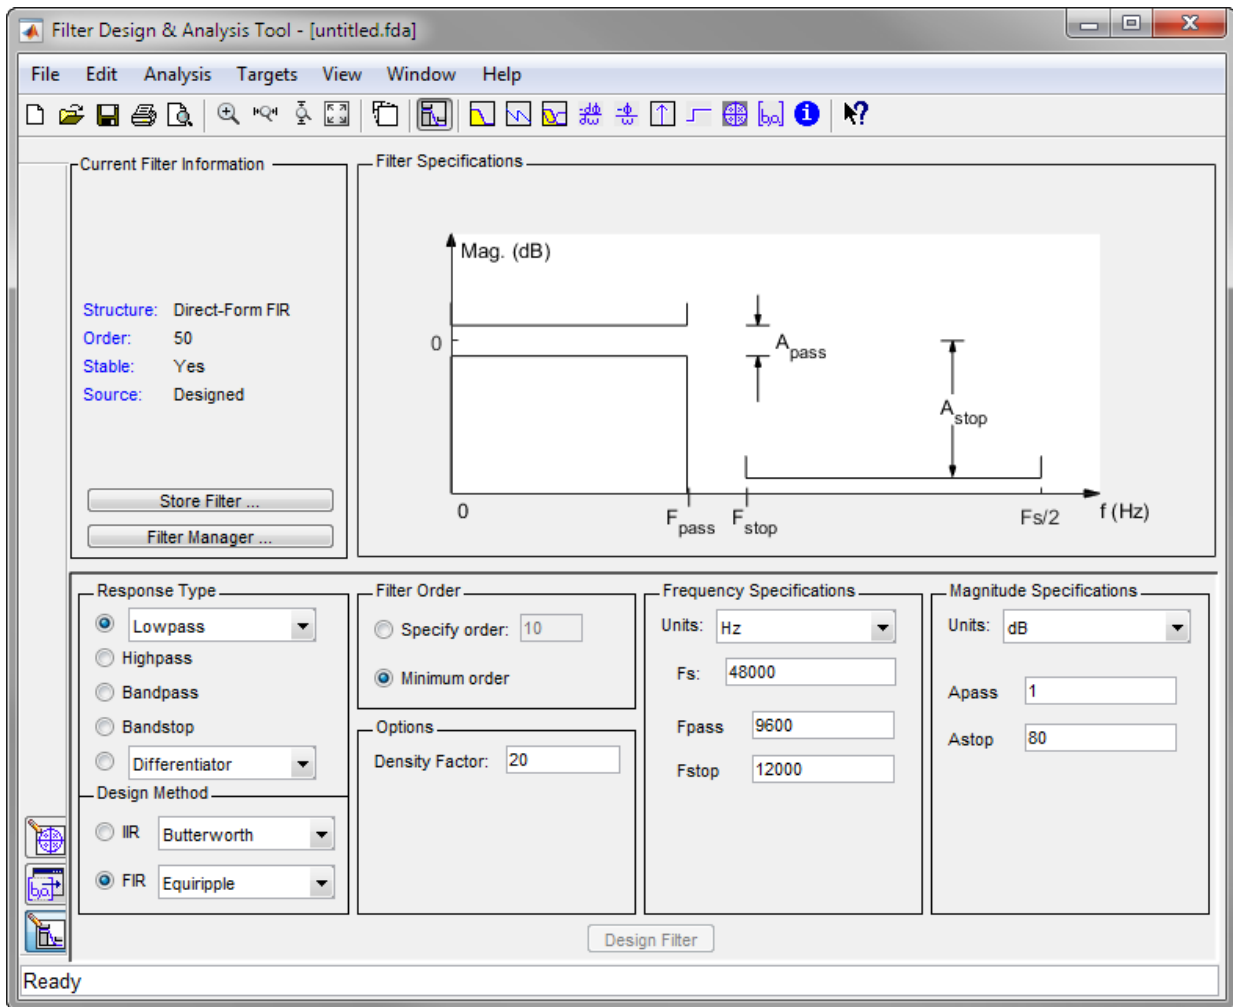 Filter Design & Analysis Tool - [untitled.fda]
File Edit Analysis Targets View Window Help
Current Filter Information
Structure: Direct-Form FIR
Order: 50
Stable: Yes
Source: Designed
Store Filter ...
Filter Manager ...
Filter Specifications
Mag. (dB)
0
Apass
Astop
0 Fpass Fstop Fs/2 f (Hz)
Response Type
Lowpass
Highpass
Bandpass
Bandstop
Differentiator
Design Method
IIR Butterworth
FIR Equiripple
Filter Order
Specify order: 10
Minimum order
Options
Density Factor: 20
Frequency Specifications
Units: Hz
Fs: 48000
Fpass 9600
Fstop 12000
Magnitude Specifications
Units: dB
Apass 1
Astop 80
Design Filter
Ready